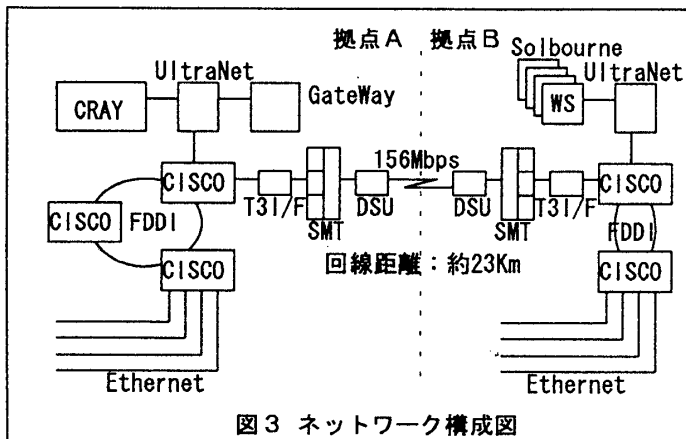 拠点A 拠点B
Solbourne
UltraNet
UltraNet
CRAY
GateWay
WS
156Mbps
CISCO
CISCO
CISCO
FDDI
T3I/F
SMT
DSU
DSU
SMT
T3I/F
FDDI
CISCO
CISCO
回線距離：約23Km
Ethernet
Ethernet
図3 ネットワーク構成図